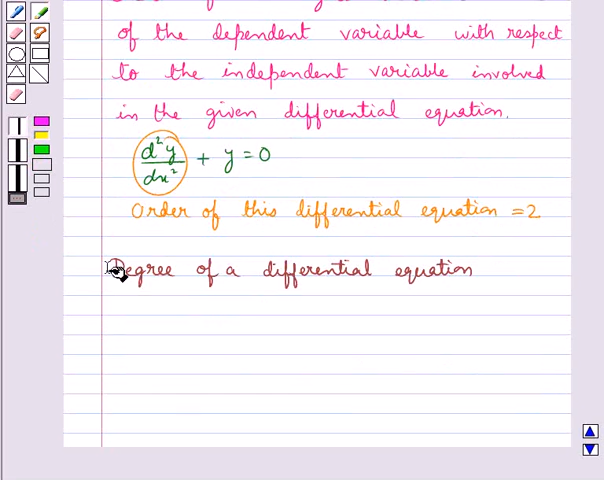 of the dependent variable with respect
to the independent variable involved
in the given differential equation.
d²y/dx² + y = 0
Order of this differential equation = 2
Degree of a differential equation